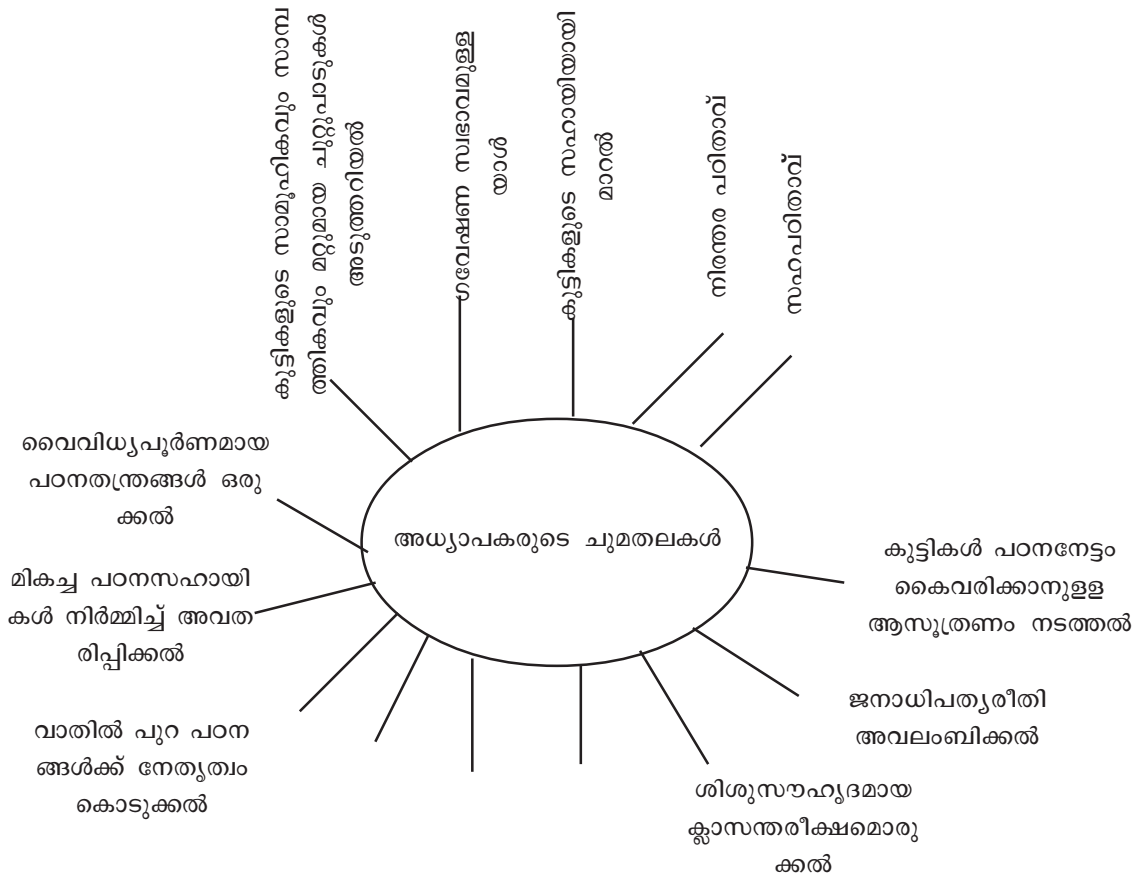 കുട്ടികളുടെ സാമൂഹികവും സാമ്പ
ത്തികവും മറ്റുമായ ചുറ്റുപാടുകൾ
അടുത്തറിയൽ
ഗവേഷണ സ്വഭാവമുള്ള
യാൾ
കുട്ടികളുടെ സഹായിയായി
മാറൽ
നിരന്തര പഠിതാവ്
സഹപഠിതാവ്
വൈവിധ്യപൂർണമായ
പഠനതന്ത്രങ്ങൾ ഒരു
ക്കൽ
അധ്യാപകരുടെ ചുമതലകൾ
മികച്ച പഠനസഹായി
കൾ നിർമ്മിച്ച് അവത
രിപ്പിക്കൽ
കുട്ടികൾ പഠനനേട്ടം
കൈവരിക്കാനുളള
ആസൂത്രണം നടത്തൽ
വാതിൽ പുറ പഠന
ങ്ങൾക്ക് നേതൃത്വം
കൊടുക്കൽ
ജനാധിപത്യരീതി
അവലംബിക്കൽ
ശിശുസൗഹൃദമായ
ക്ലാസന്തരീക്ഷമൊരു
ക്കൽ